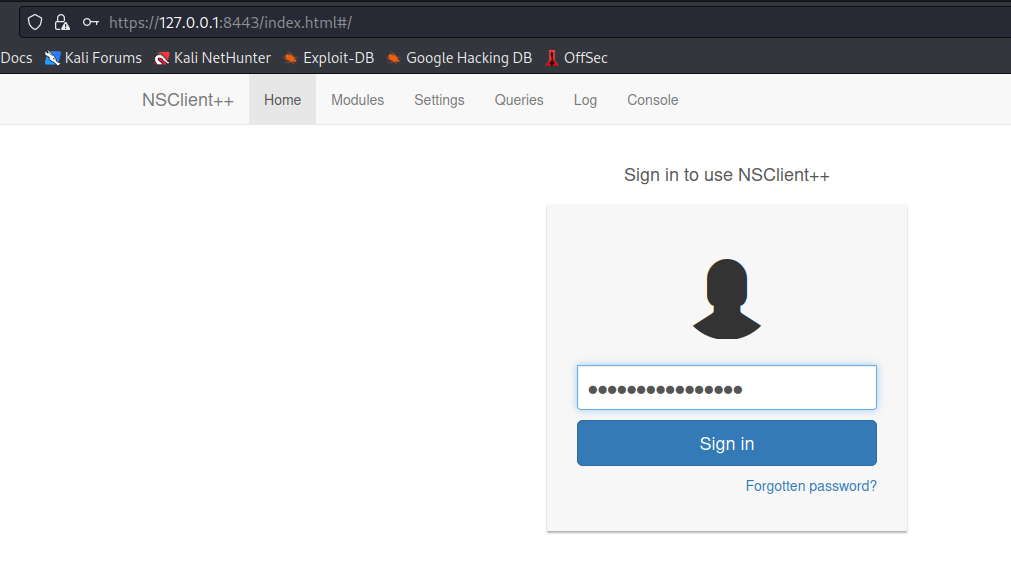 https://127.0.0.1:8443/index.html#/
Docs Kali Forums Kali NetHunter Exploit-DB Google Hacking DB OffSec
NSClient++ Home Modules Settings Queries Log Console
Sign in to use NSClient++
●●●●●●●●●●●●●●●●
Sign in
Forgotten password?